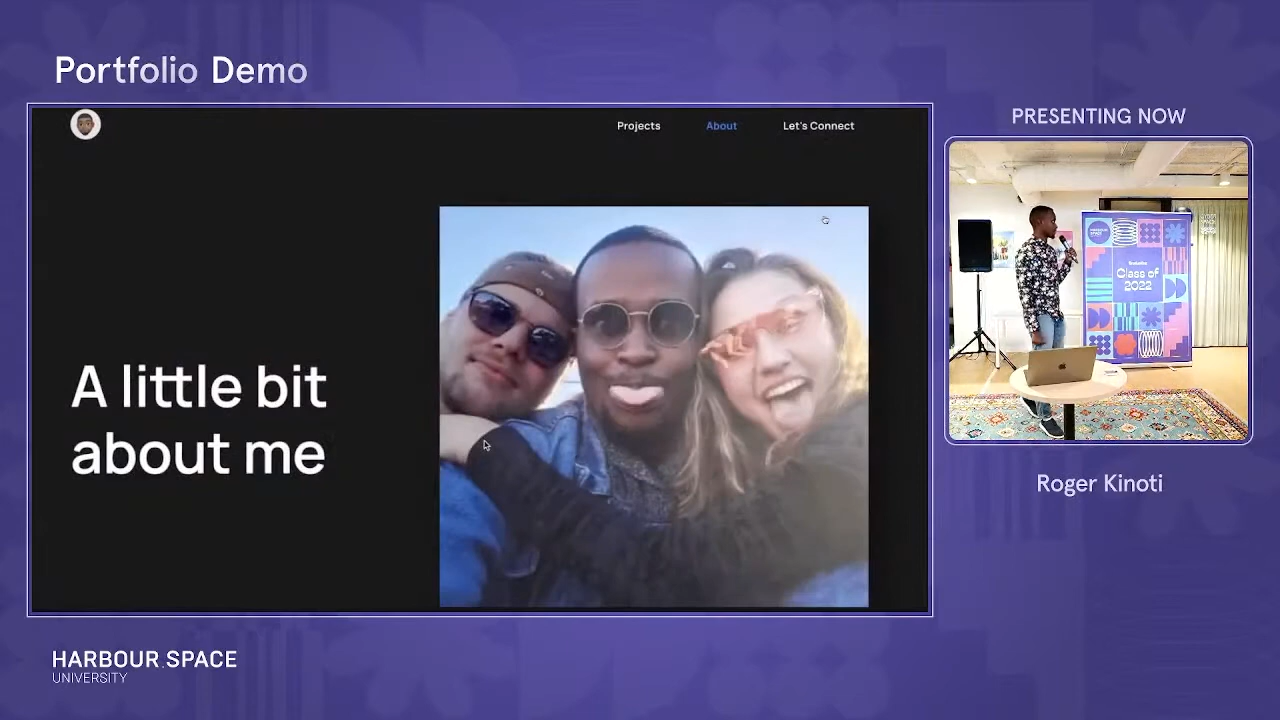 Portfolio Demo
Projects
About
Let's Connect
A little bit
about me
PRESENTING NOW
Class of
2022
Roger Kinoti
HARBOUR.SPACE
UNIVERSITY